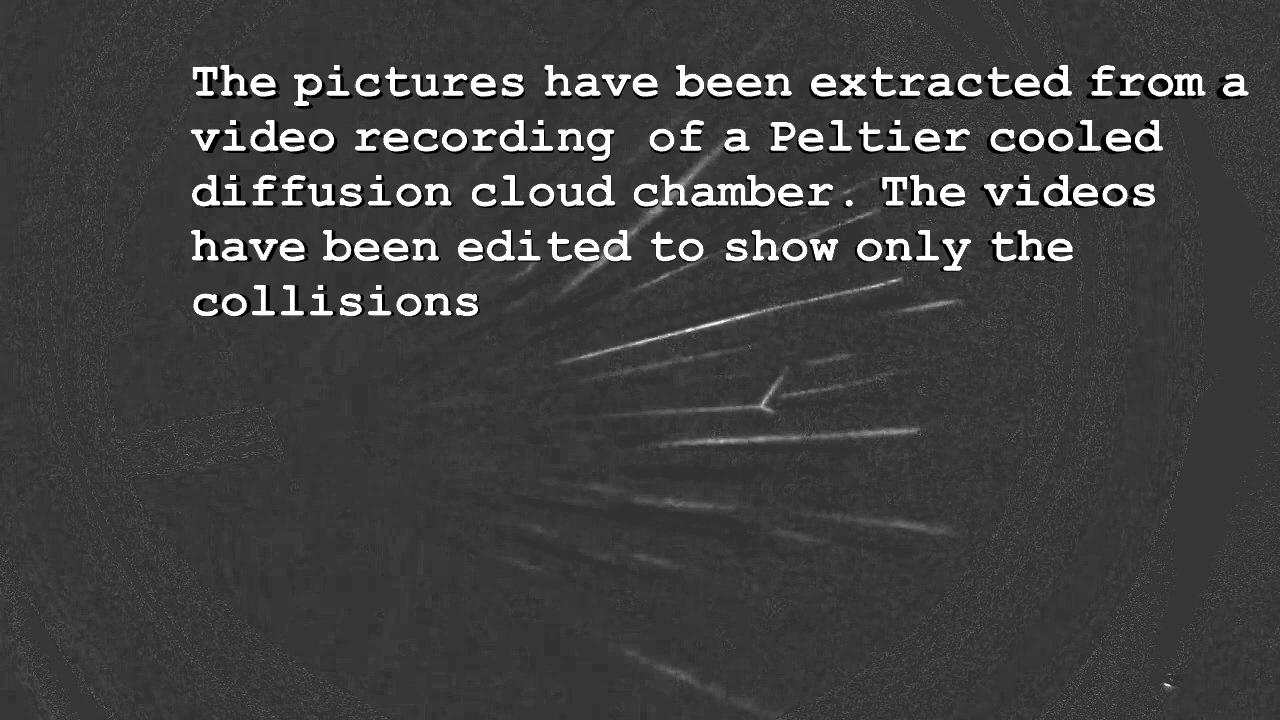 The pictures have been extracted from a
video recording of a Peltier cooled
diffusion cloud chamber. The videos
have been edited to show only the
collisions